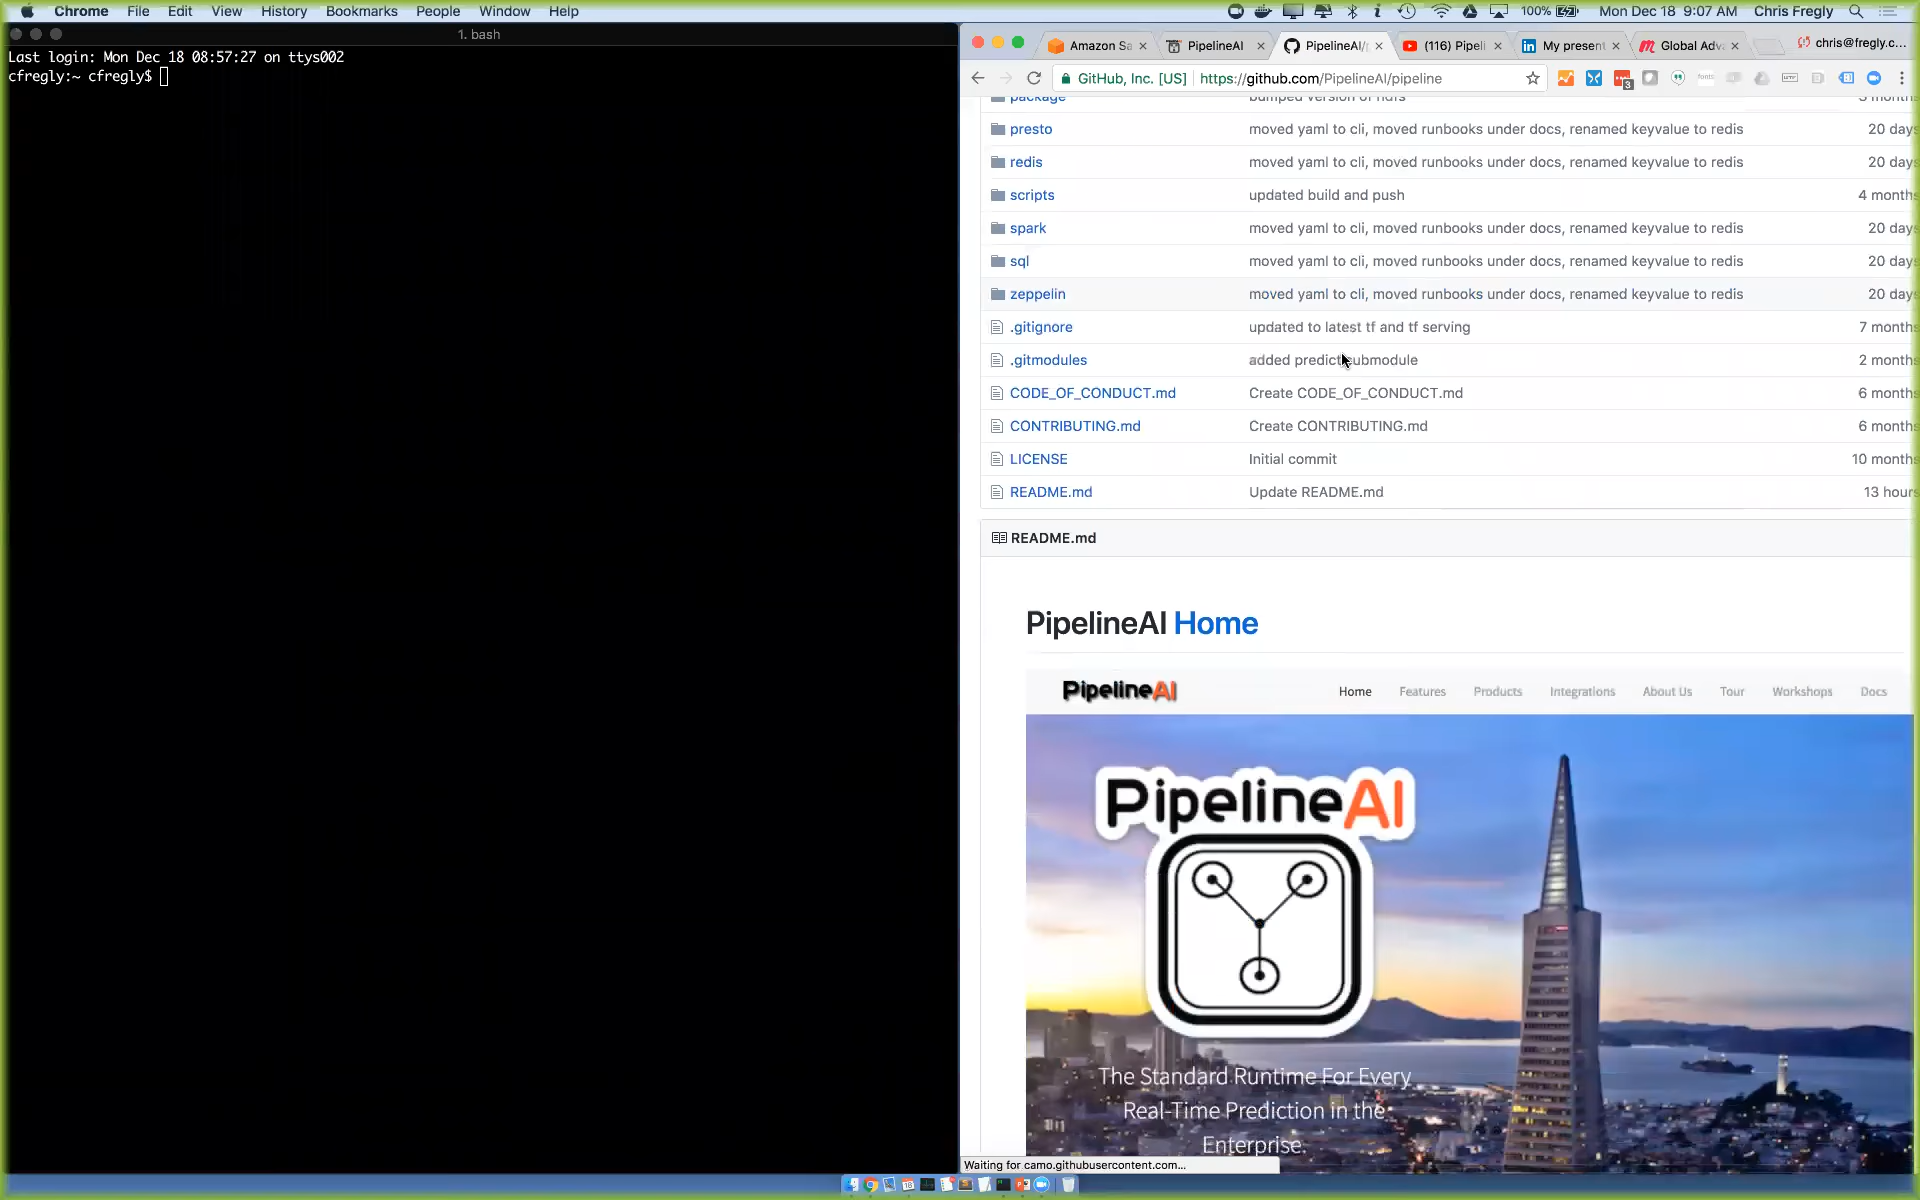 Chrome File Edit View History Bookmarks People Window Help 100% Mon Dec 18 9:07 AM Chris Fregly
1. bash
Last login: Mon Dec 18 08:57:27 on ttys002
cfregly:~ cfregly$
Amazon Sa PipelineAI PipelineAI/ (116) Pipeli My present Global Adv chris@fregly.c...
GitHub, Inc. [US] https://github.com/PipelineAI/pipeline
package bumped version of hdfs 3 months
presto moved yaml to cli, moved runbooks under docs, renamed keyvalue to redis 20 days
redis moved yaml to cli, moved runbooks under docs, renamed keyvalue to redis 20 days
scripts updated build and push 4 months
spark moved yaml to cli, moved runbooks under docs, renamed keyvalue to redis 20 days
sql moved yaml to cli, moved runbooks under docs, renamed keyvalue to redis 20 days
zeppelin moved yaml to cli, moved runbooks under docs, renamed keyvalue to redis 20 days
.gitignore updated to latest tf and tf serving 7 months
.gitmodules added predict submodule 2 months
CODE_OF_CONDUCT.md Create CODE_OF_CONDUCT.md 6 months
CONTRIBUTING.md Create CONTRIBUTING.md 6 months
LICENSE Initial commit 10 months
README.md Update README.md 13 hours
README.md
PipelineAI Home
PipelineAI Home Features Products Integrations About Us Tour Workshops Docs
PipelineAI
The Standard Runtime For Every
Real-Time Prediction in the
Enterprise.
Waiting for camo.githubusercontent.com...